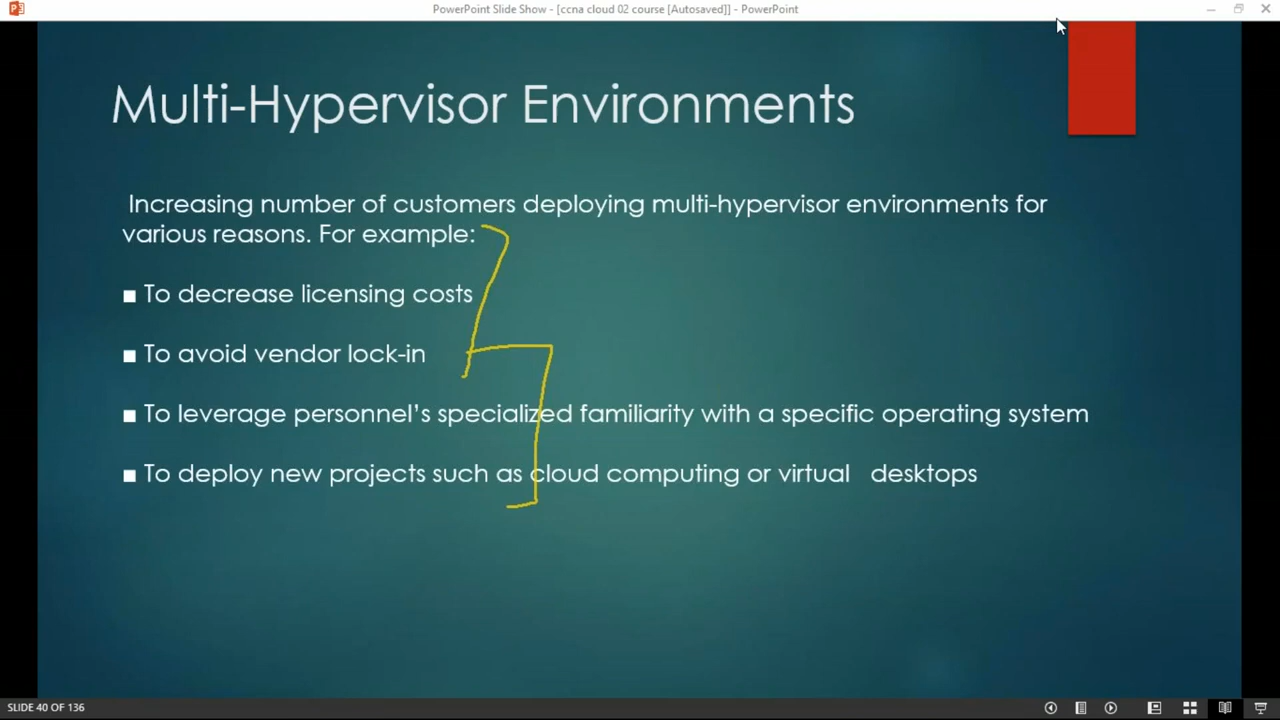 PowerPoint Slide Show - [ccna cloud 02 course [Autosaved]] - PowerPoint
Multi-Hypervisor Environments
Increasing number of customers deploying multi-hypervisor environments for
various reasons. For example:
■ To decrease licensing costs
■ To avoid vendor lock-in
■ To leverage personnel’s specialized familiarity with a specific operating system
■ To deploy new projects such as cloud computing or virtual desktops
SLIDE 40 OF 136